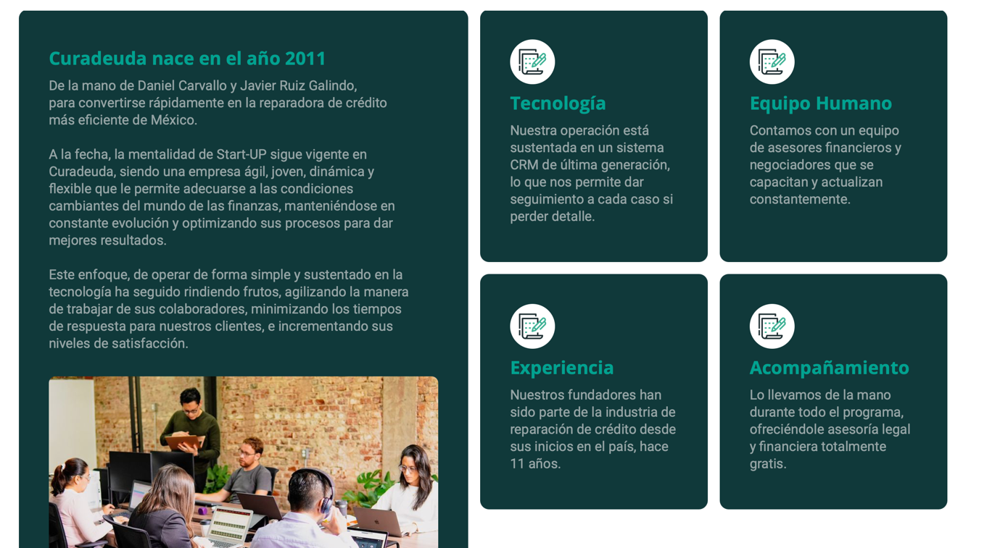 Curadeuda nace en el año 2011
De la mano de Daniel Carvallo y Javier Ruiz Galindo,
para convertirse rápidamente en la reparadora de crédito
más eficiente de México.
A la fecha, la mentalidad de Start-UP sigue vigente en
Curadeuda, siendo una empresa ágil, joven, dinámica y
flexible que le permite adecuarse a las condiciones
cambiantes del mundo de las finanzas, manteniéndose en
constante evolución y optimizando sus procesos para dar
mejores resultados.
Este enfoque, de operar de forma simple y sustentado en la
tecnología ha seguido rindiendo frutos, agilizando la manera
de trabajar de sus colaboradores, minimizando los tiempos
de respuesta para nuestros clientes, e incrementando sus
niveles de satisfacción.
Tecnología
Nuestra operación está
sustentada en un sistema
CRM de última generación,
lo que nos permite dar
seguimiento a cada caso si
perder detalle.
Equipo Humano
Contamos con un equipo
de asesores financieros y
negociadores que se
capacitan y actualizan
constantemente.
Experiencia
Nuestros fundadores han
sido parte de la industria de
reparación de crédito desde
sus inicios en el país, hace
11 años.
Acompañamiento
Lo llevamos de la mano
durante todo el programa,
ofreciéndole asesoría legal
y financiera totalmente
gratis.